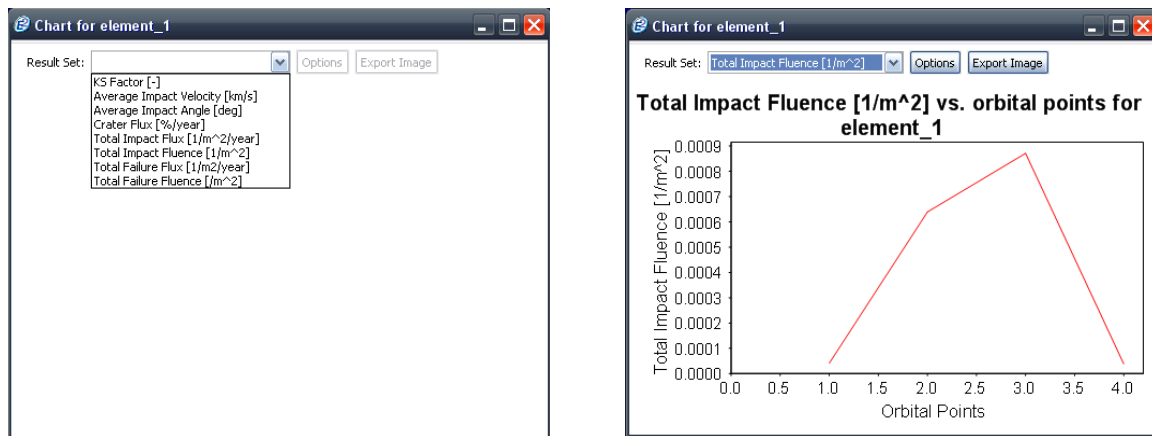 Chart for element_1
Result Set:
Options
Export Image
KS Factor [-]
Average Impact Velocity [km/s]
Average Impact Angle [deg]
Crater Flux [%/year]
Total Impact Flux [1/m^2/year]
Total Impact Fluence [1/m^2]
Total Failure Flux [1/m2/year]
Total Failure Fluence [/m^2]
Chart for element_1
Result Set: Total Impact Fluence [1/m^2] Options Export Image
Total Impact Fluence [1/m^2] vs. orbital points for
element_1
Total Impact Fluence [1/m^2]
0.0009
0.0008
0.0007
0.0006
0.0005
0.0004
0.0003
0.0002
0.0001
0.0000
0.0 0.5 1.0 1.5 2.0 2.5 3.0 3.5 4.0
Orbital Points